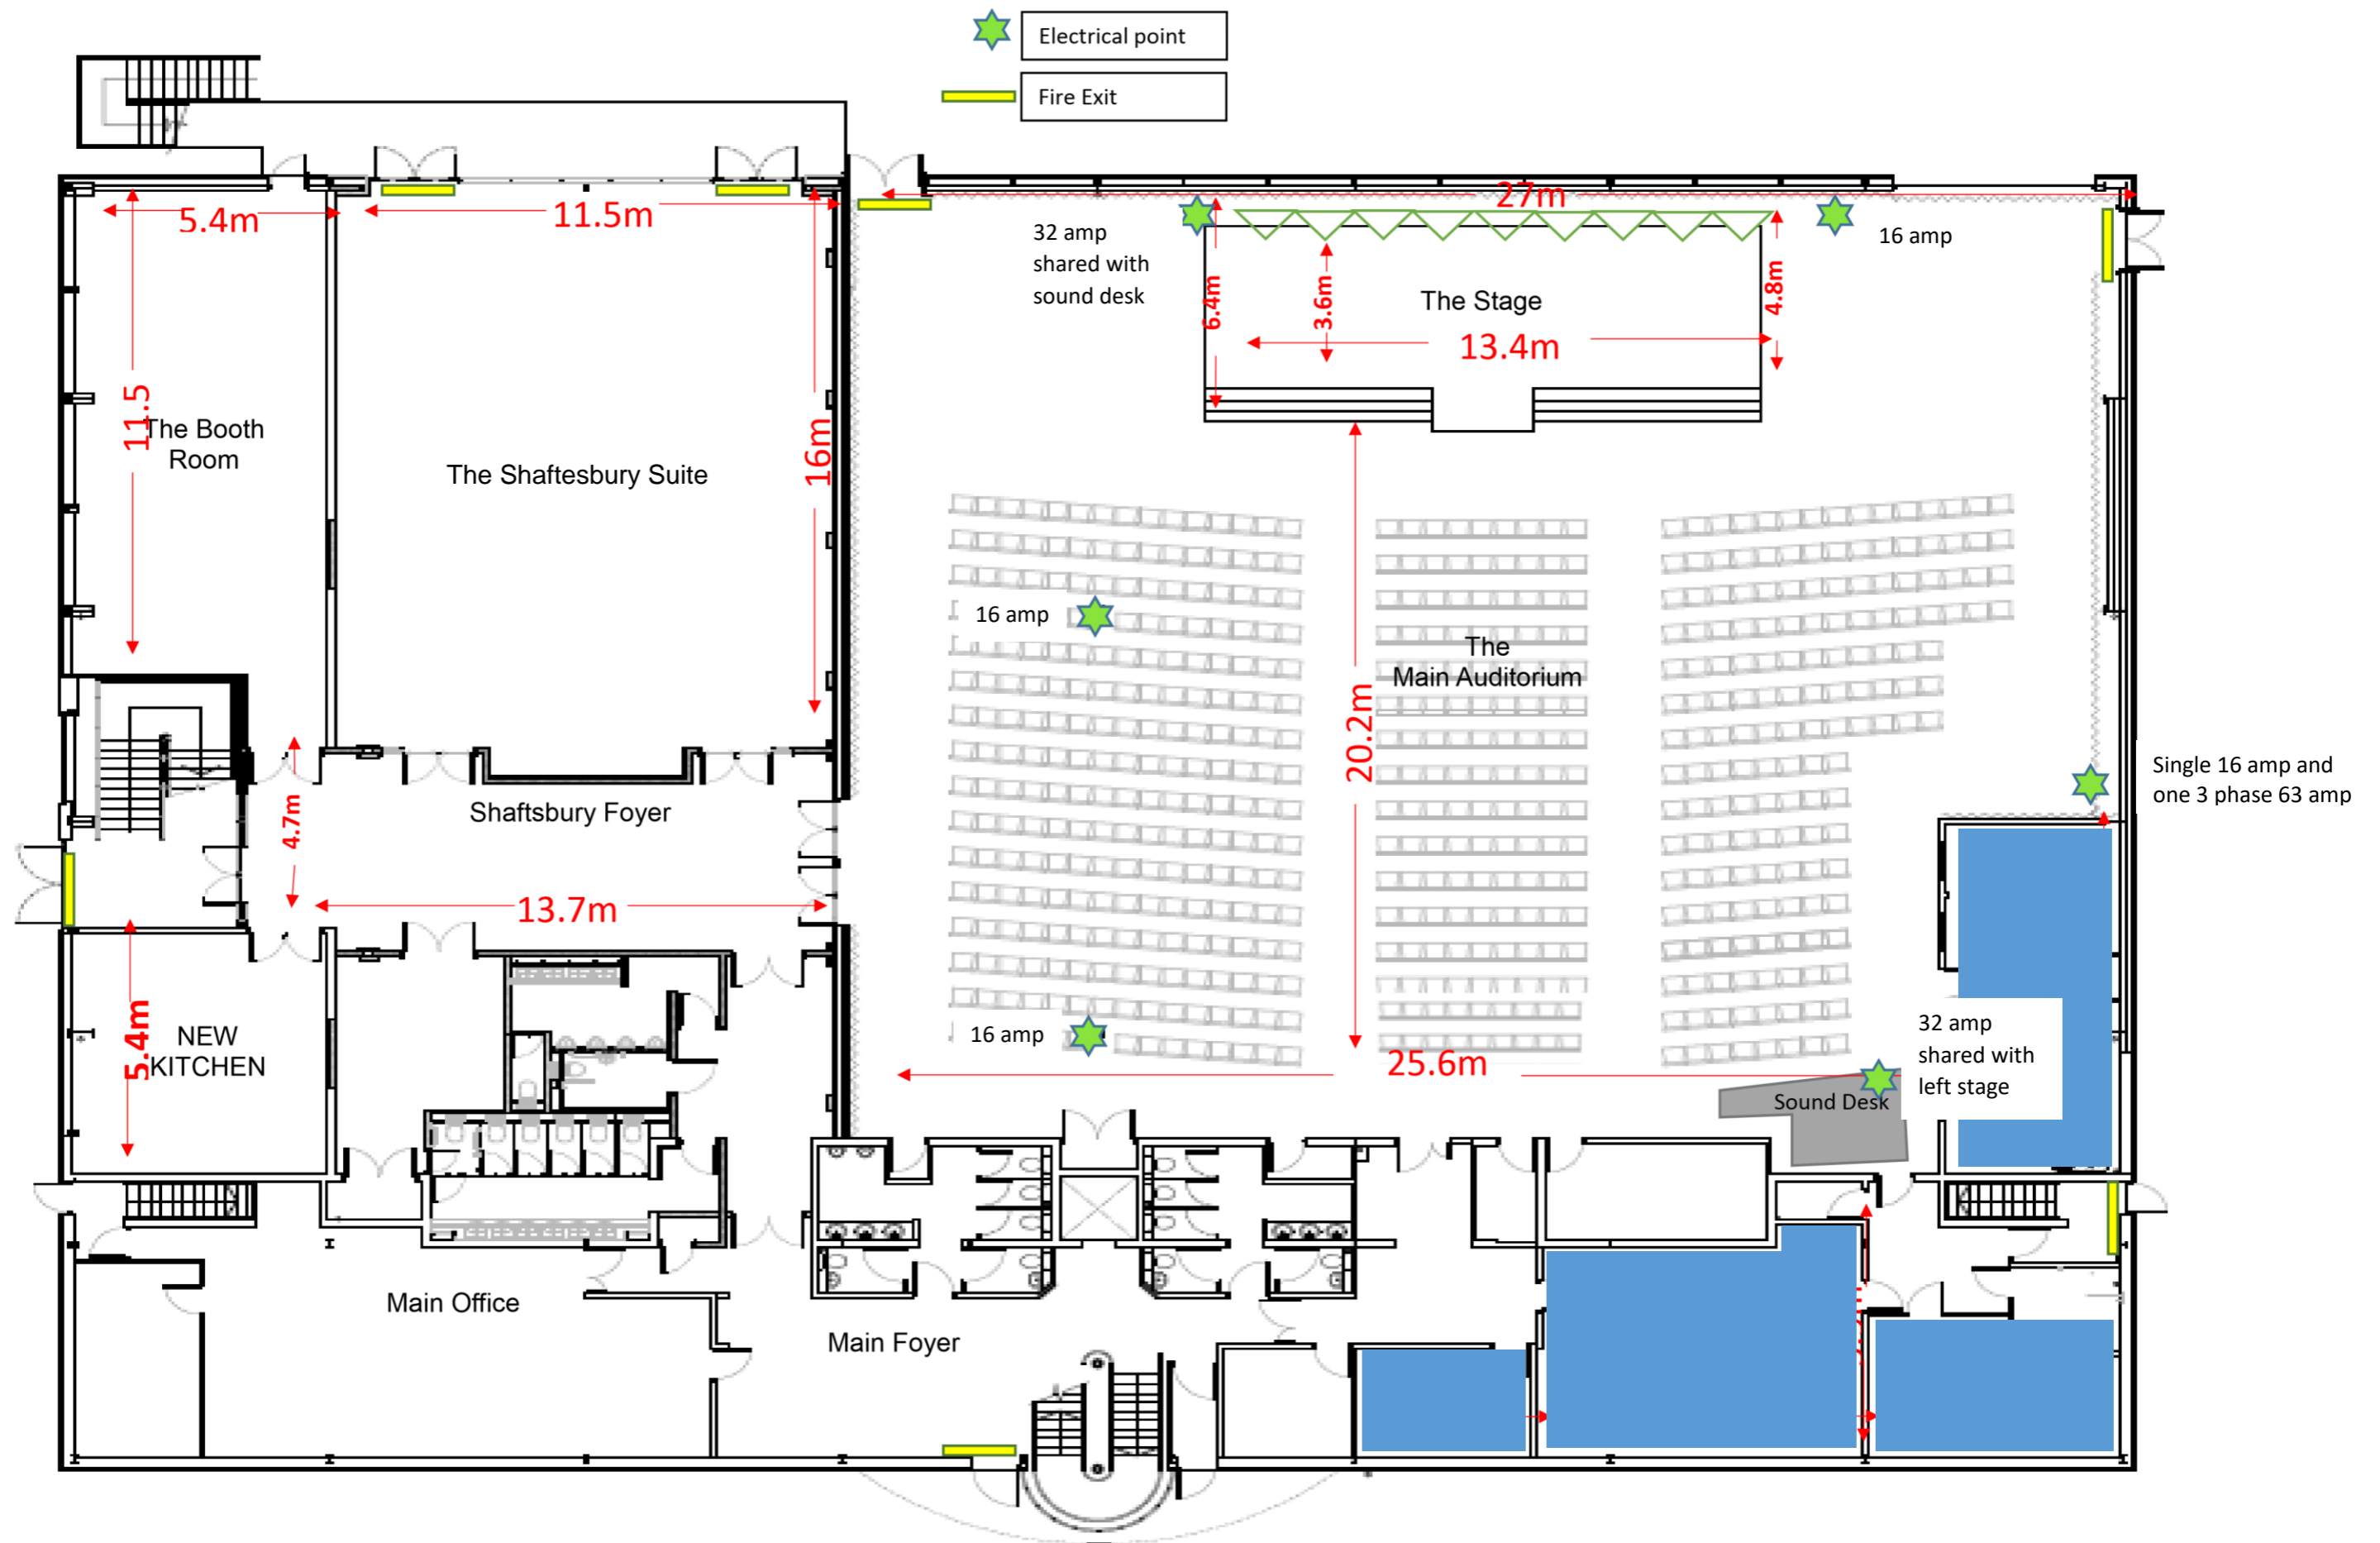 Electrical point
Fire Exit
5.4m
11.5m
27m
32 amp
shared with
sound desk
16 amp
6.4m
3.6m
4.8m
The Stage
13.4m
11.5
The Booth
Room
The Shaftesbury Suite
16m
16 amp
The
Main Auditorium
20.2m
Single 16 amp and
one 3 phase 63 amp
4.7m
Shaftsbury Foyer
13.7m
5.4m
NEW
KITCHEN
16 amp
25.6m
32 amp
shared with
left stage
Sound Desk
Main Office
Main Foyer